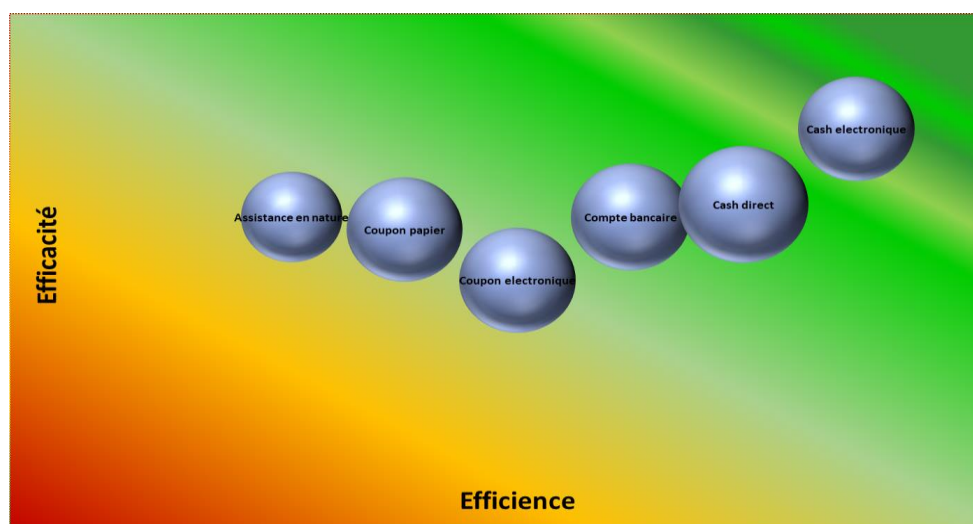 Cash electronique
Cash direct
Assistance en nature
Compte bancaire
Coupon papier
Coupon electronique
Efficacité
Efficience